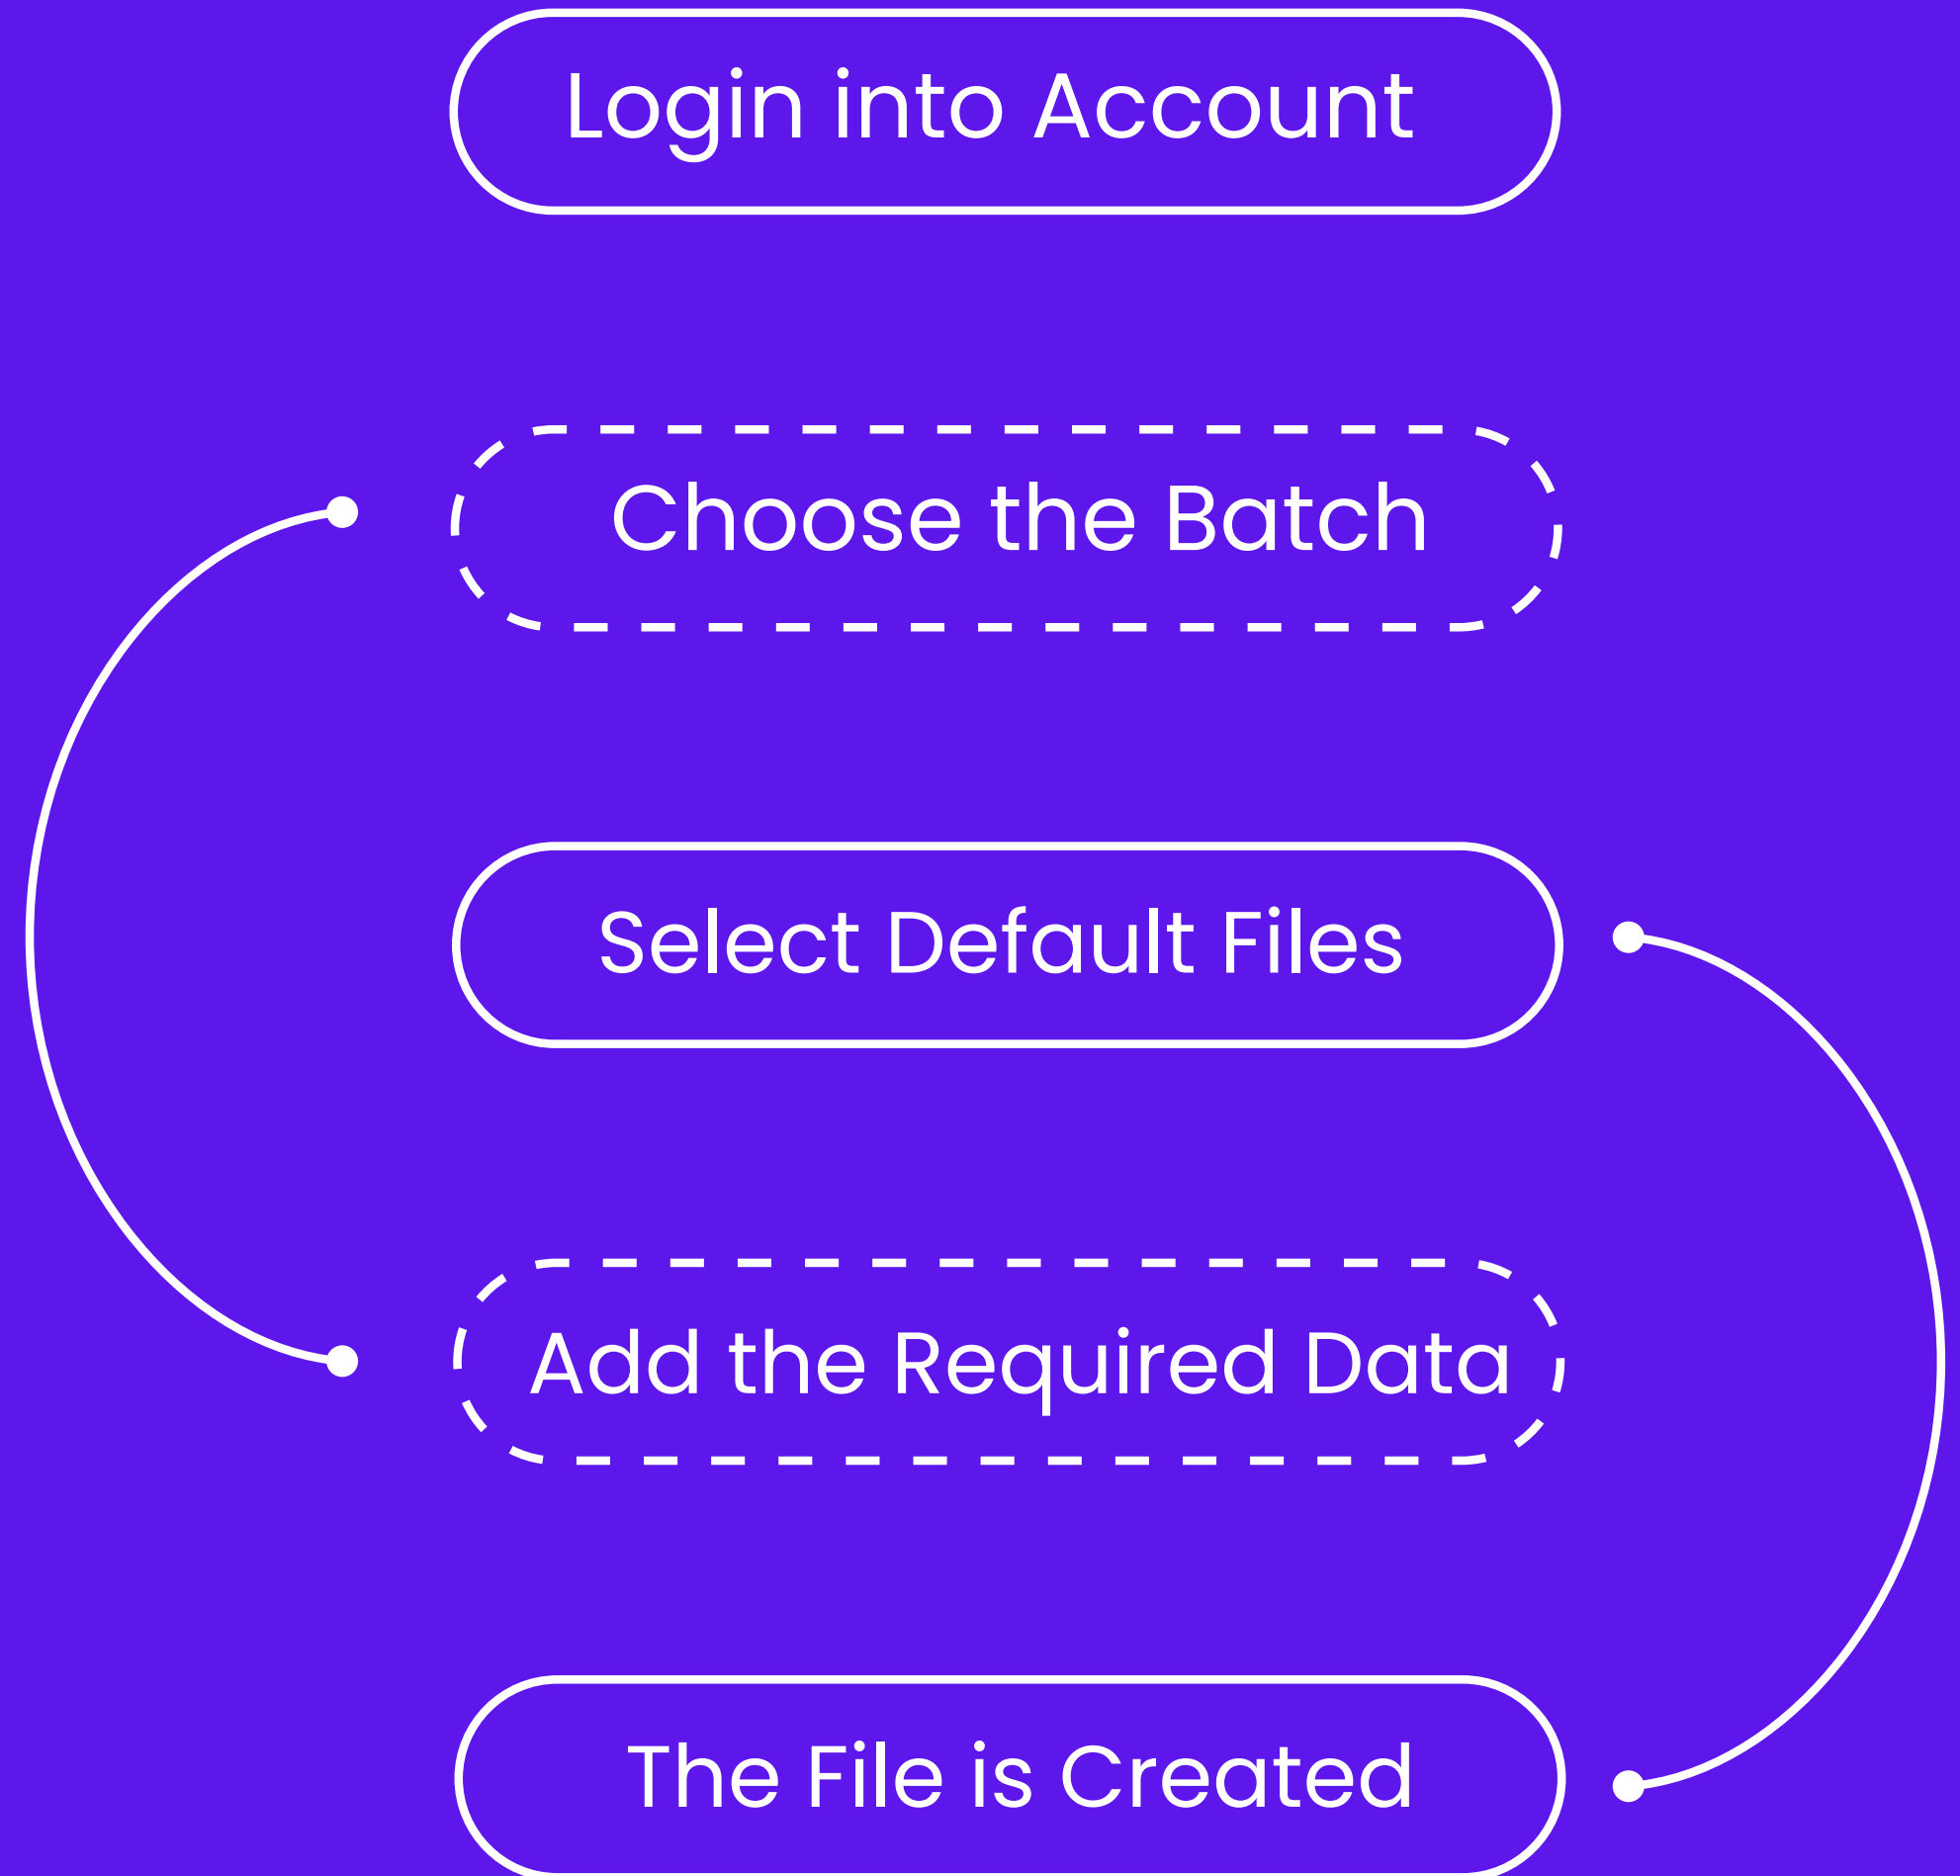 Login into Account
Choose the Batch
Select Default Files
Add the Required Data
The File is Created